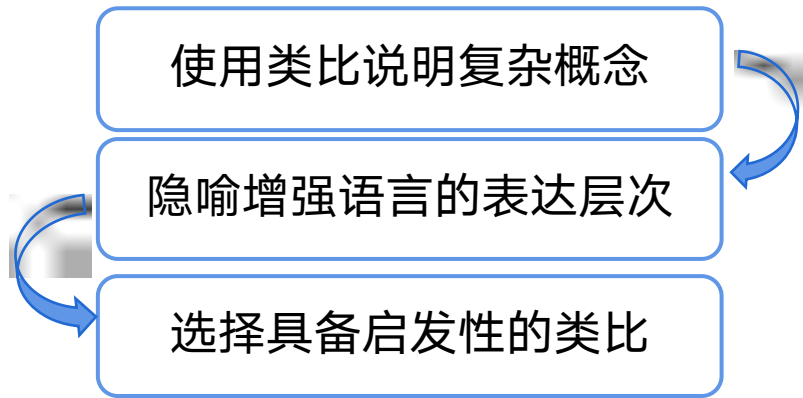 使用类比说明复杂概念
隐喻增强语言的表达层次
选择具备启发性的类比